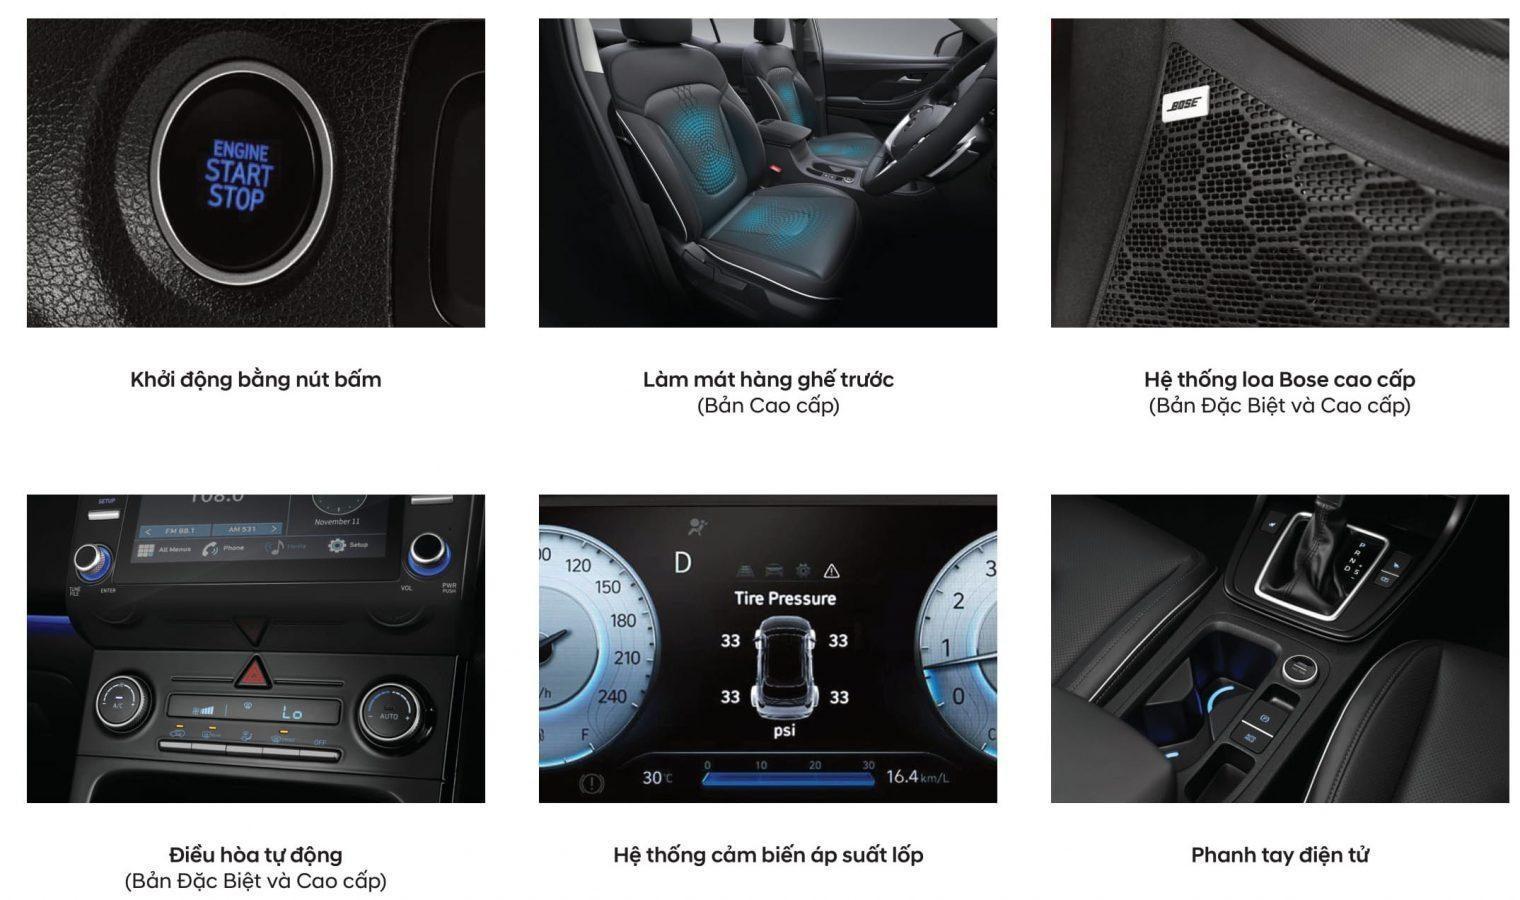 ENGINE
START
STOP
BOSE
Khởi động bằng nút bấm
Làm mát hàng ghế trước
(Bản Cao cấp)
Hệ thống loa Bose cao cấp
(Bản Đặc Biệt và Cao cấp)
SETUP
108.0
FM 88.1
AM 531
November 11
All Menus
Phone
Media
Setup
TUNE
FILE
ENTER
VOL
PWR
PUSH
A/C
Lo
AUTO
OFF
D
Tire Pressure
33 33
33 33
psi
120
150
180
210
240
F
3
2
1
0
C
0 10 20 30
30°C
16.4 km/L
P
R
N
D
+
-
Điều hòa tự động
(Bản Đặc Biệt và Cao cấp)
Hệ thống cảm biến áp suất lốp
Phanh tay điện tử